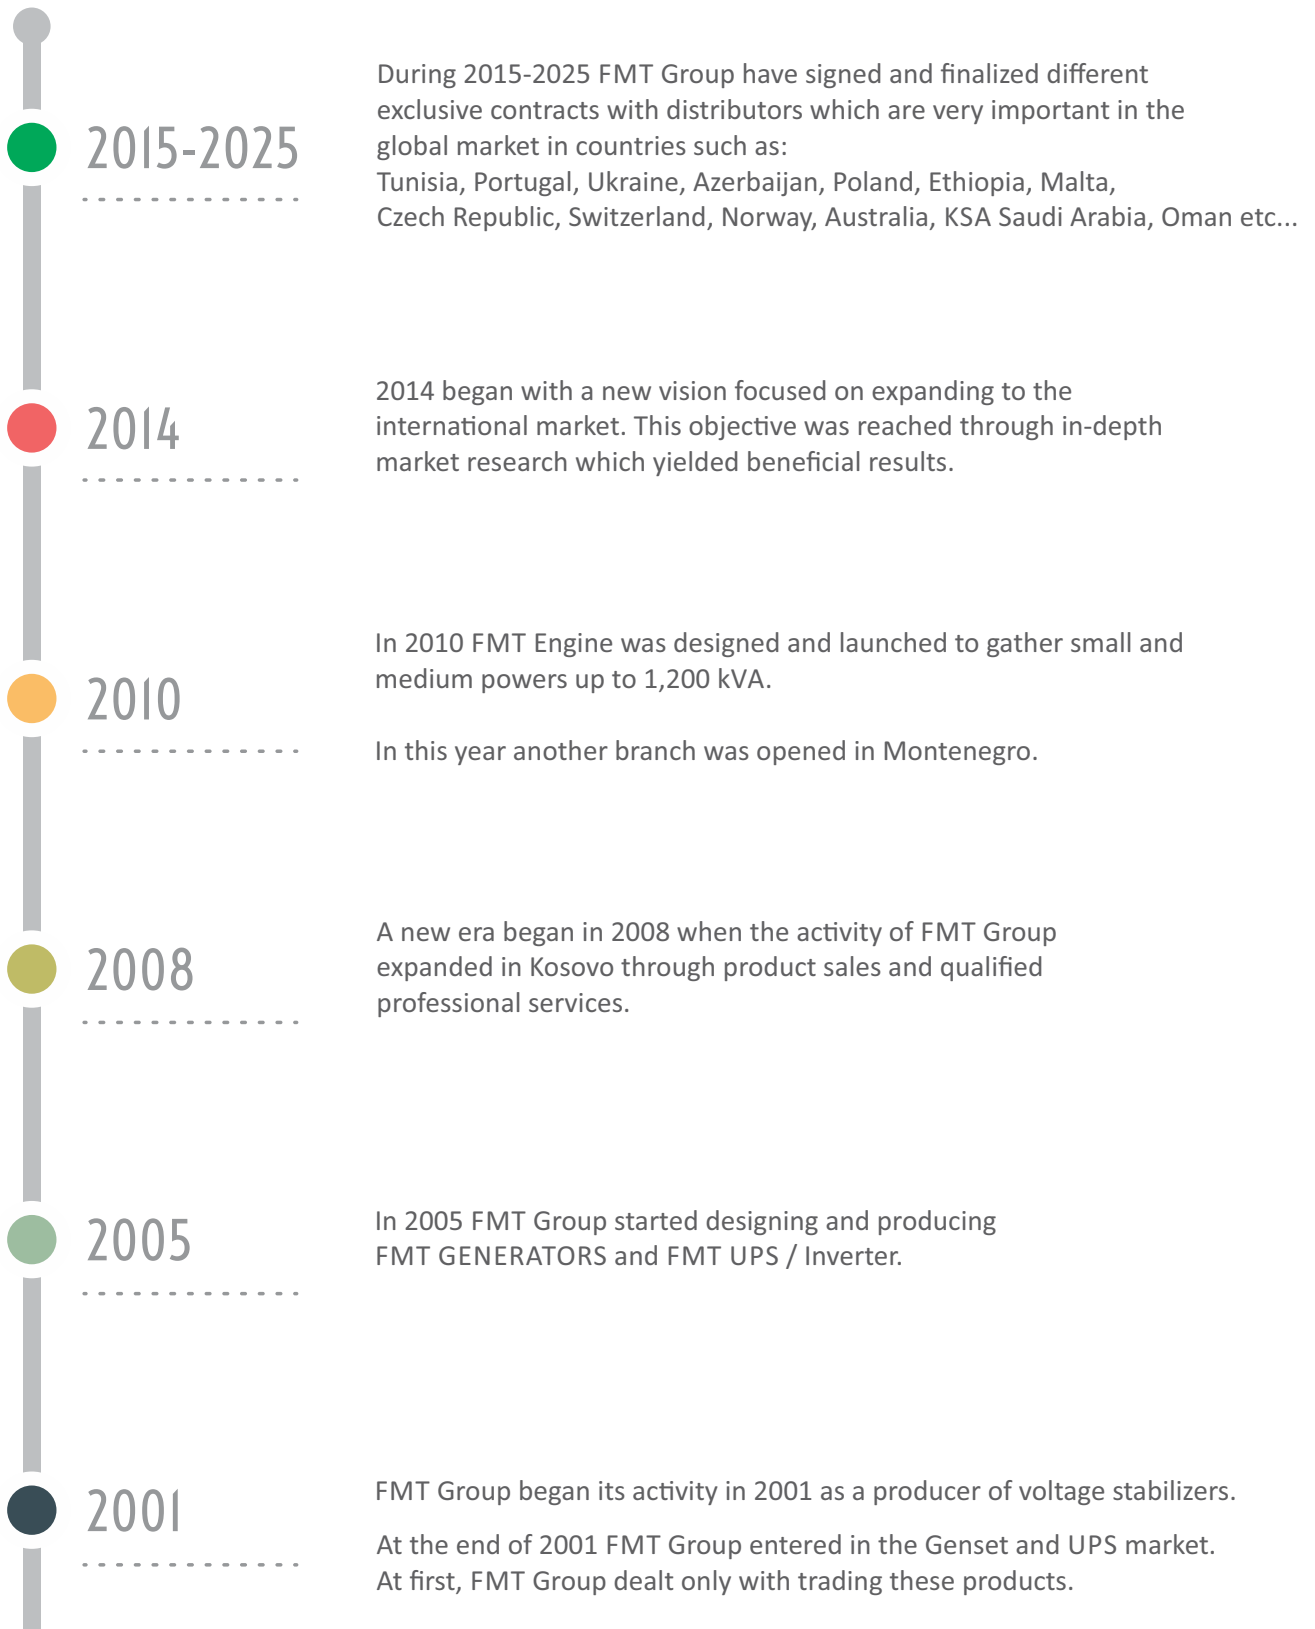 2015-2025
During 2015-2025 FMT Group have signed and finalized different
exclusive contracts with distributors which are very important in the
global market in countries such as:
Tunisia, Portugal, Ukraine, Azerbaijan, Poland, Ethiopia, Malta,
Czech Republic, Switzerland, Norway, Australia, KSA Saudi Arabia, Oman etc...
2014
2014 began with a new vision focused on expanding to the
international market. This objective was reached through in-depth
market research which yielded beneficial results.
2010
In 2010 FMT Engine was designed and launched to gather small and
medium powers up to 1,200 kVA.
In this year another branch was opened in Montenegro.
2008
A new era began in 2008 when the activity of FMT Group
expanded in Kosovo through product sales and qualified
professional services.
2005
In 2005 FMT Group started designing and producing
FMT GENERATORS and FMT UPS / Inverter.
2001
FMT Group began its activity in 2001 as a producer of voltage stabilizers.
At the end of 2001 FMT Group entered in the Genset and UPS market.
At first, FMT Group dealt only with trading these products.